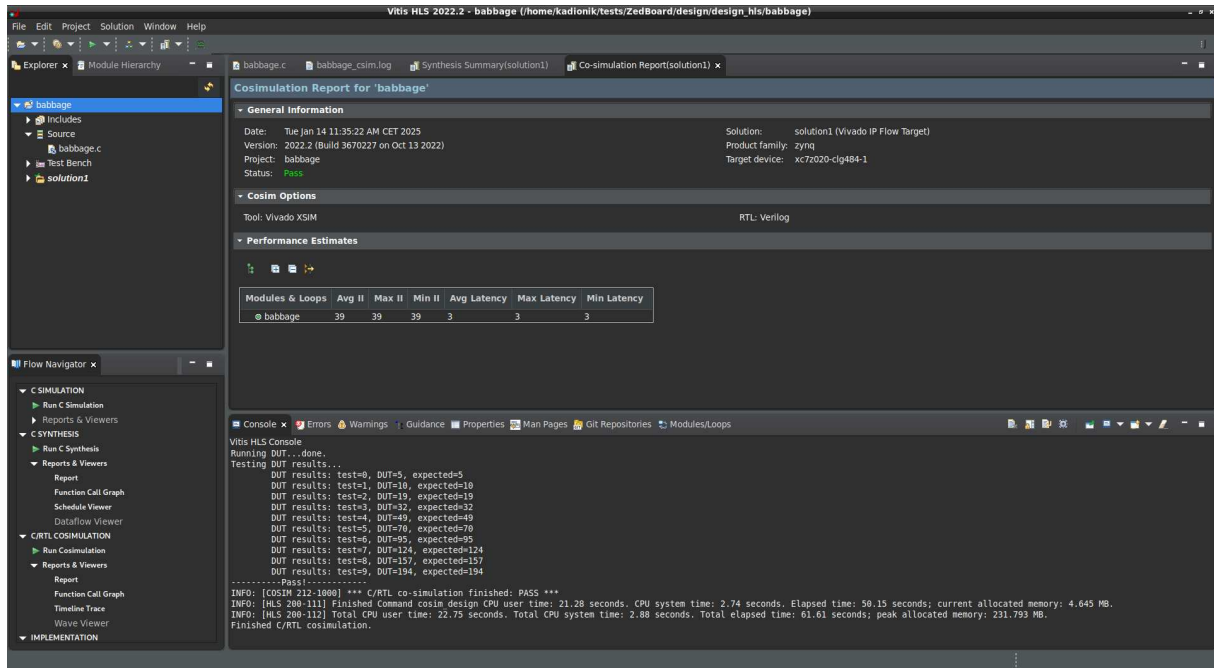 Vitis HLS 2022.2 - babbage (/home/kadionik/tests/ZedBoard/design/design_hls/babbage)
File Edit Project Solution Window Help
Explorer Module Hierarchy
babbage
Includes
Source
babbage.c
Test Bench
solution1
babbage.c babbage_csim.log Synthesis Summary(solution1) Co-simulation Report(solution1)
Cosimulation Report for 'babbage'
General Information
Date: Tue Jan 14 11:35:22 AM CET 2025 Solution: solution1 (Vivado IP Flow Target)
Version: 2022.2 (Build 3670227 on Oct 13 2022) Product family: zynq
Project: babbage Target device: xc7z020-clg484-1
Status: Pass
Cosim Options
Tool: Vivado XSIM RTL: Verilog
Performance Estimates
Modules & Loops Avg II Max II Min II Avg Latency Max Latency Min Latency
babbage 39 39 39 3 3 3
Flow Navigator
C SIMULATION
Run C Simulation
Reports & Viewers
C SYNTHESIS
Run C Synthesis
Reports & Viewers
Report
Function Call Graph
Schedule Viewer
Dataflow Viewer
C/RTL COSIMULATION
Run Cosimulation
Reports & Viewers
Report
Function Call Graph
Timeline Trace
Wave Viewer
IMPLEMENTATION
Console Errors Warnings Guidance Properties Man Pages Git Repositories Modules/Loops
Vitis HLS Console
Running DUT...done.
Testing DUT results...
DUT results: test=0, DUT=5, expected=5
DUT results: test=1, DUT=10, expected=10
DUT results: test=2, DUT=19, expected=19
DUT results: test=3, DUT=32, expected=32
DUT results: test=4, DUT=49, expected=49
DUT results: test=5, DUT=70, expected=70
DUT results: test=6, DUT=95, expected=95
DUT results: test=7, DUT=124, expected=124
DUT results: test=8, DUT=157, expected=157
DUT results: test=9, DUT=194, expected=194
----------Pass!------------
INFO: [COSIM 212-1000] *** C/RTL co-simulation finished: PASS ***
INFO: [HLS 200-111] Finished Command cosim_design CPU user time: 21.28 seconds. CPU system time: 2.74 seconds. Elapsed time: 50.15 seconds; current allocated memory: 4.645 MB.
INFO: [HLS 200-112] Total CPU user time: 22.75 seconds. Total CPU system time: 2.88 seconds. Total elapsed time: 61.61 seconds; peak allocated memory: 231.793 MB.
Finished C/RTL cosimulation.